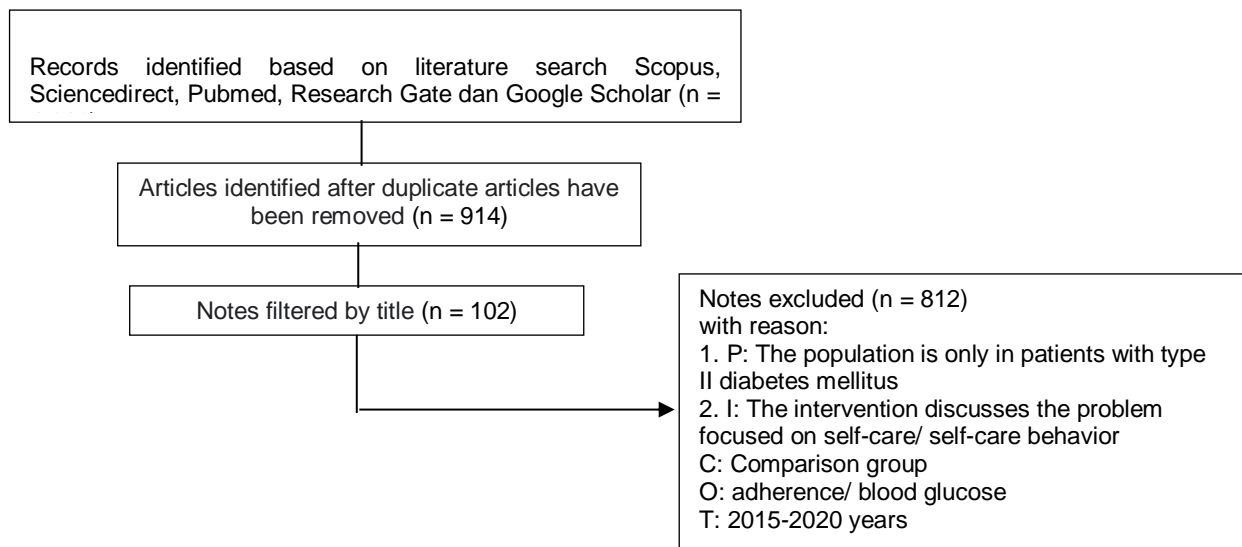 Records identified based on literature search Scopus,
Sciencedirect, Pubmed, Research Gate dan Google Scholar (n =
Articles identified after duplicate articles have
been removed (n = 914)
Notes filtered by title (n = 102)
Notes excluded (n = 812)
with reason:
1. P: The population is only in patients with type
II diabetes mellitus
2. I: The intervention discusses the problem
focused on self-care/ self-care behavior
C: Comparison group
O: adherence/ blood glucose
T: 2015-2020 years